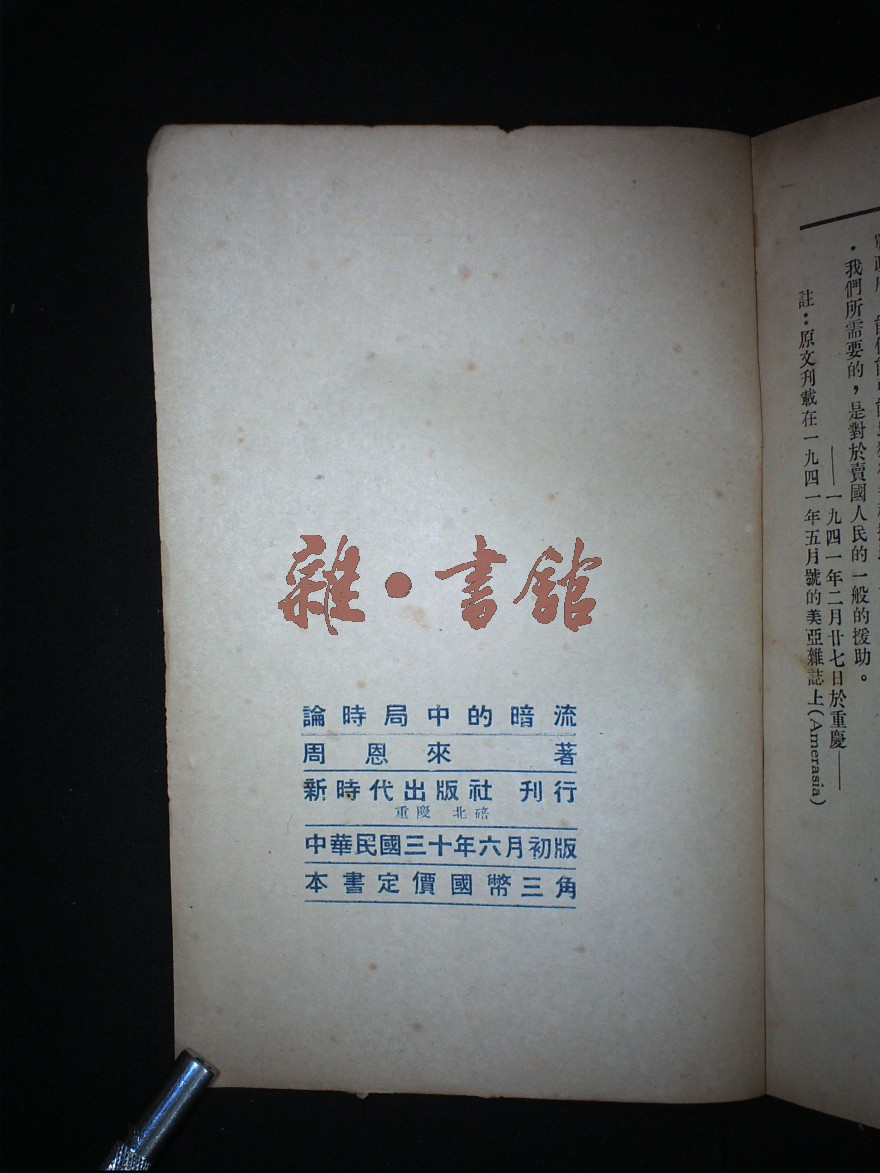 ・我們所需要的，是對於賣國人民的一般的援助。
——一九四一年二月廿七日於重慶——
註：原文刊載在一九四一年五月號的美亞雜誌上（Amerasia）
雜・書館
論時局中的暗流
周恩來 著
新時代出版社 刊行
重慶 北碚
中華民國三十年六月初版
本書定價國幣三角